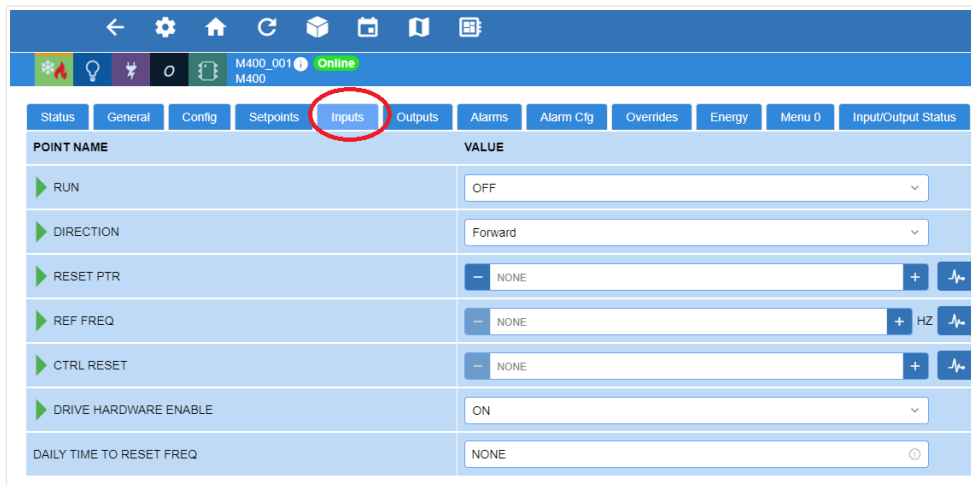 M400_001 i Online
o
M400
Status General Config Setpoints Inputs Outputs Alarms Alarm Cfg Overrides Energy Menu 0 Input/Output Status
POINT NAME VALUE
RUN OFF
DIRECTION Forward
RESET PTR − NONE +
REF FREQ − NONE + HZ
CTRL RESET − NONE +
DRIVE HARDWARE ENABLE ON
DAILY TIME TO RESET FREQ NONE